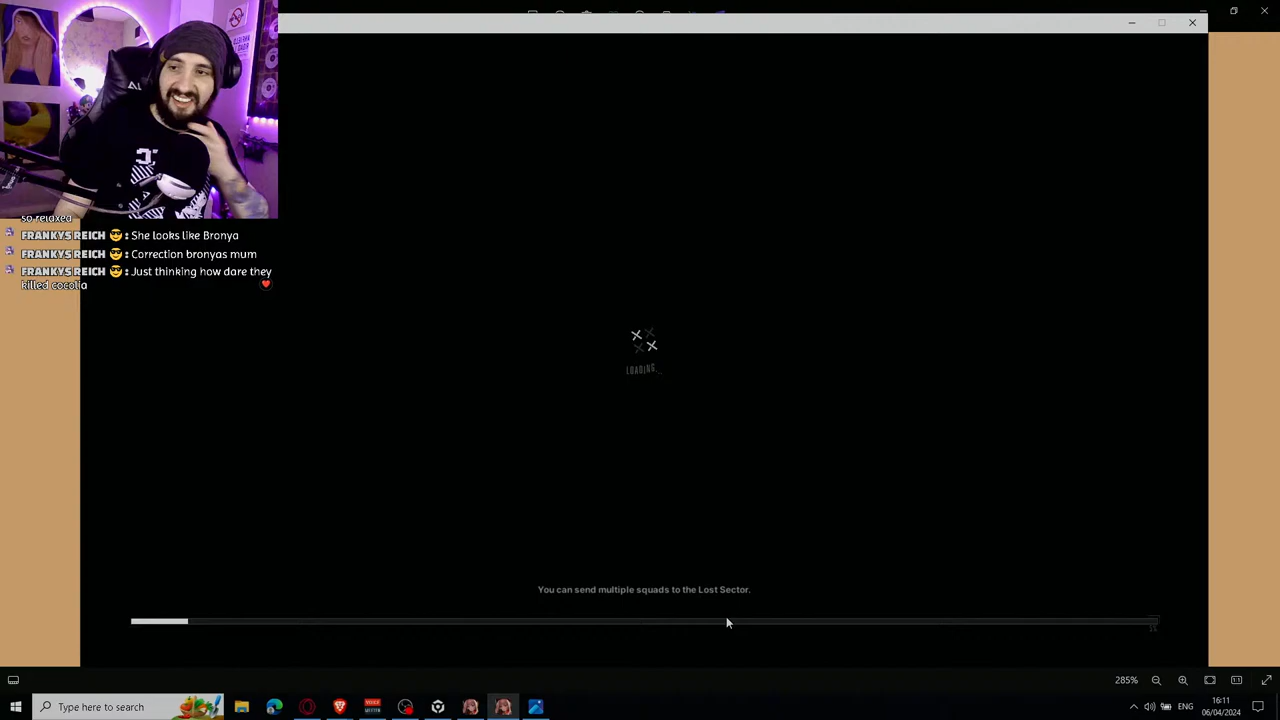 so relaxed
FRANKYS REICH 😎 : She looks like Bronya
FRANKYS REICH 😎 : Correction bronyas mum
FRANKYS REICH 😎 : Just thinking how dare they
killed cocolia
LOADING...
You can send multiple squads to the Lost Sector.
285%
Type here to search
ENG
16:11
06/04/2024